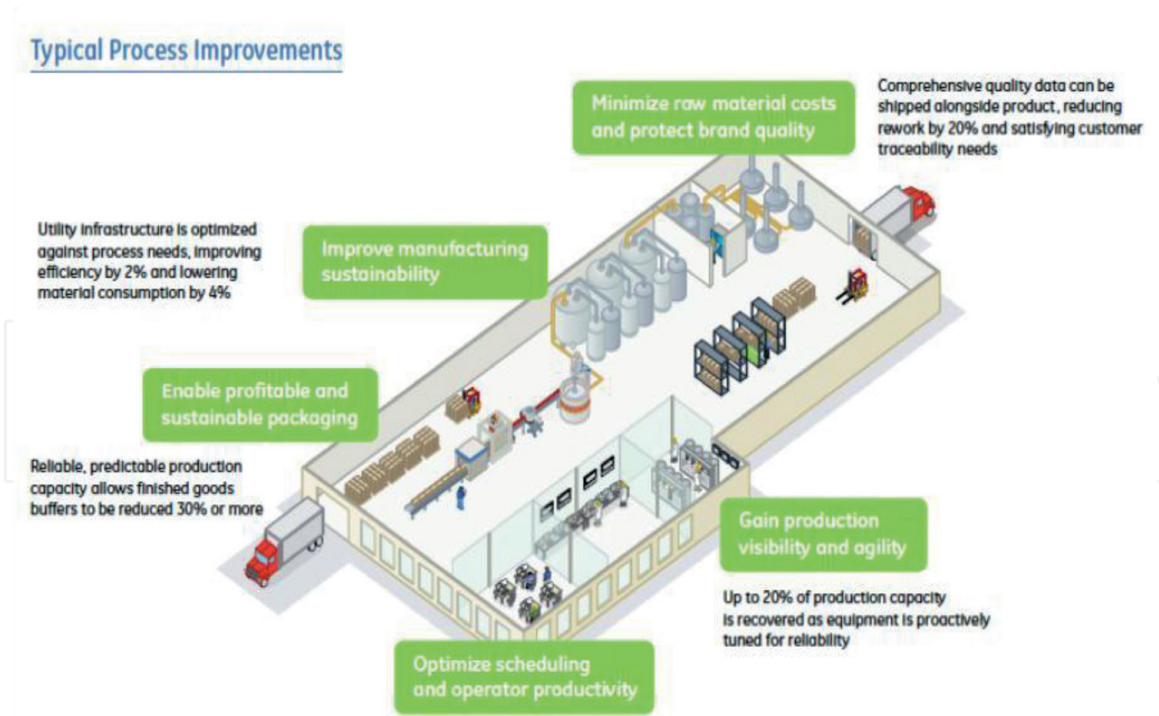 Typical Process Improvements
Minimize raw material costs
and protect brand quality
Comprehensive quality data can be
shipped alongside product, reducing
rework by 20% and satisfying customer
traceability needs
Utility infrastructure is optimized
against process needs, improving
efficiency by 2% and lowering
material consumption by 4%
Improve manufacturing
sustainability
Enable profitable and
sustainable packaging
Reliable, predictable production
capacity allows finished goods
buffers to be reduced 30% or more
Gain production
visibility and agility
Up to 20% of production capacity
is recovered as equipment is proactively
tuned for reliability
Optimize scheduling
and operator productivity